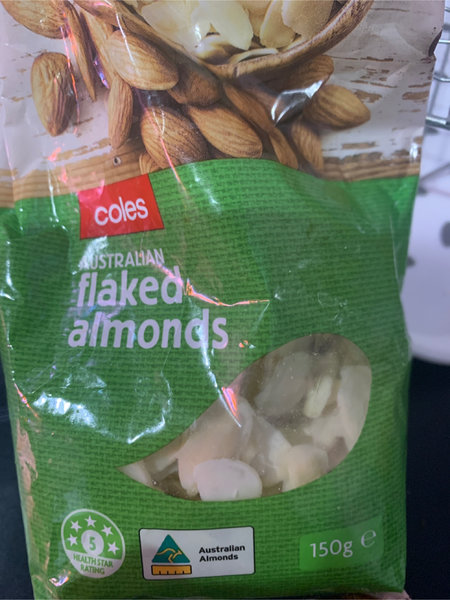 coles
AUSTRALIAN
flaked
almonds
5
HEALTH STAR
RATING
Australian
Almonds
150g e